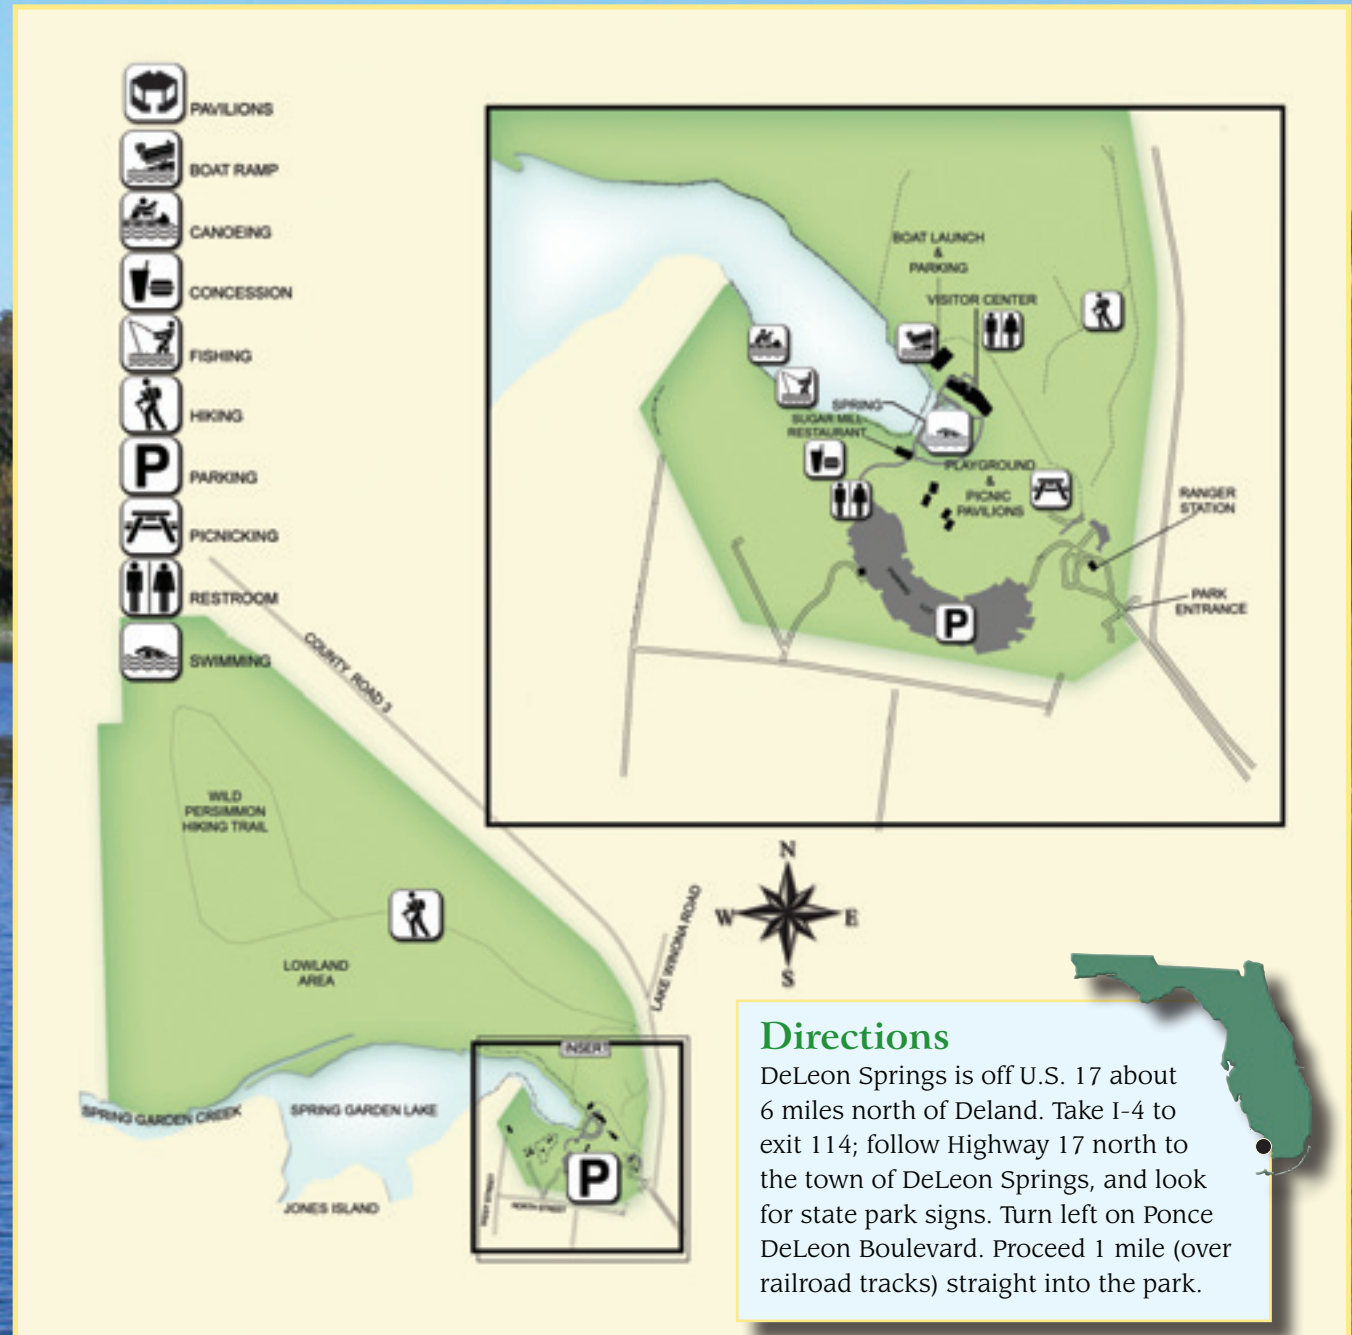 PAVILIONS
BOAT RAMP
CANOEING
CONCESSION
FISHING
HIKING
P
PARKING
PICNICKING
RESTROOM
SWIMMING
BOAT LAUNCH
&
PARKING
VISITOR CENTER
SPRING
SUGAR MILL
RESTAURANT
PLAYGROUND
&
PICNIC
PAVILIONS
RANGER
STATION
PARK
ENTRANCE
PARKING LOT
P
COUNTY ROAD 3
WILD
PERSIMMON
HIKING TRAIL
LOWLAND
AREA
LAKE WINONA ROAD
N
W
E
S
INSERT
SPRING GARDEN CREEK
SPRING GARDEN LAKE
JONES ISLAND
P
WEST STREET
NORTH STREET
Directions
DeLeon Springs is off U.S. 17 about
6 miles north of Deland. Take I-4 to
exit 114; follow Highway 17 north to
the town of DeLeon Springs, and look
for state park signs. Turn left on Ponce
DeLeon Boulevard. Proceed 1 mile (over
railroad tracks) straight into the park.